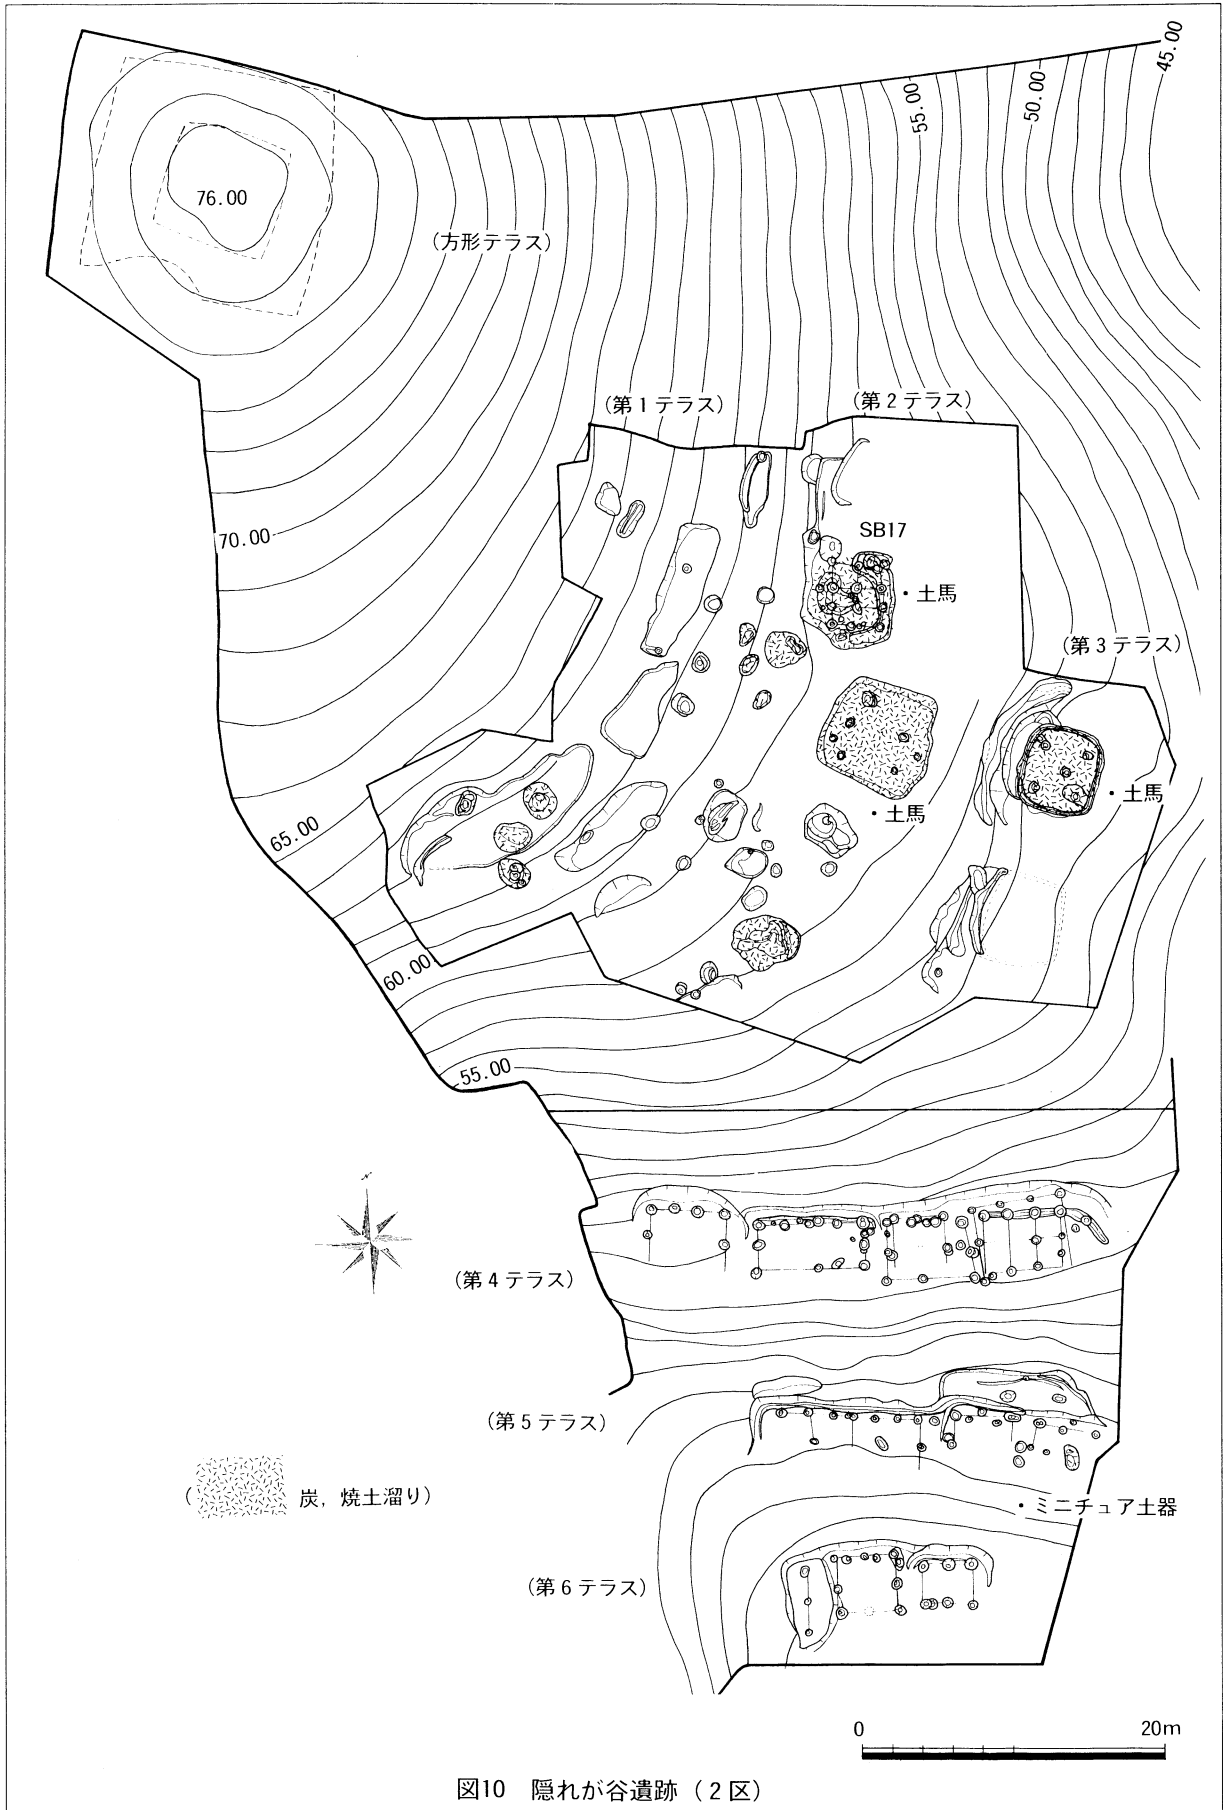 45.00
55.00
50.00
76.00
(方形テラス)
(第1テラス)
(第2テラス)
70.00
SB17
・土馬
(第3テラス)
・土馬
・土馬
65.00
60.00
55.00
(第4テラス)
(第5テラス)
( 炭,焼土溜り)
・ミニチュア土器
(第6テラス)
0 20m
図10 隠れが谷遺跡(2区)